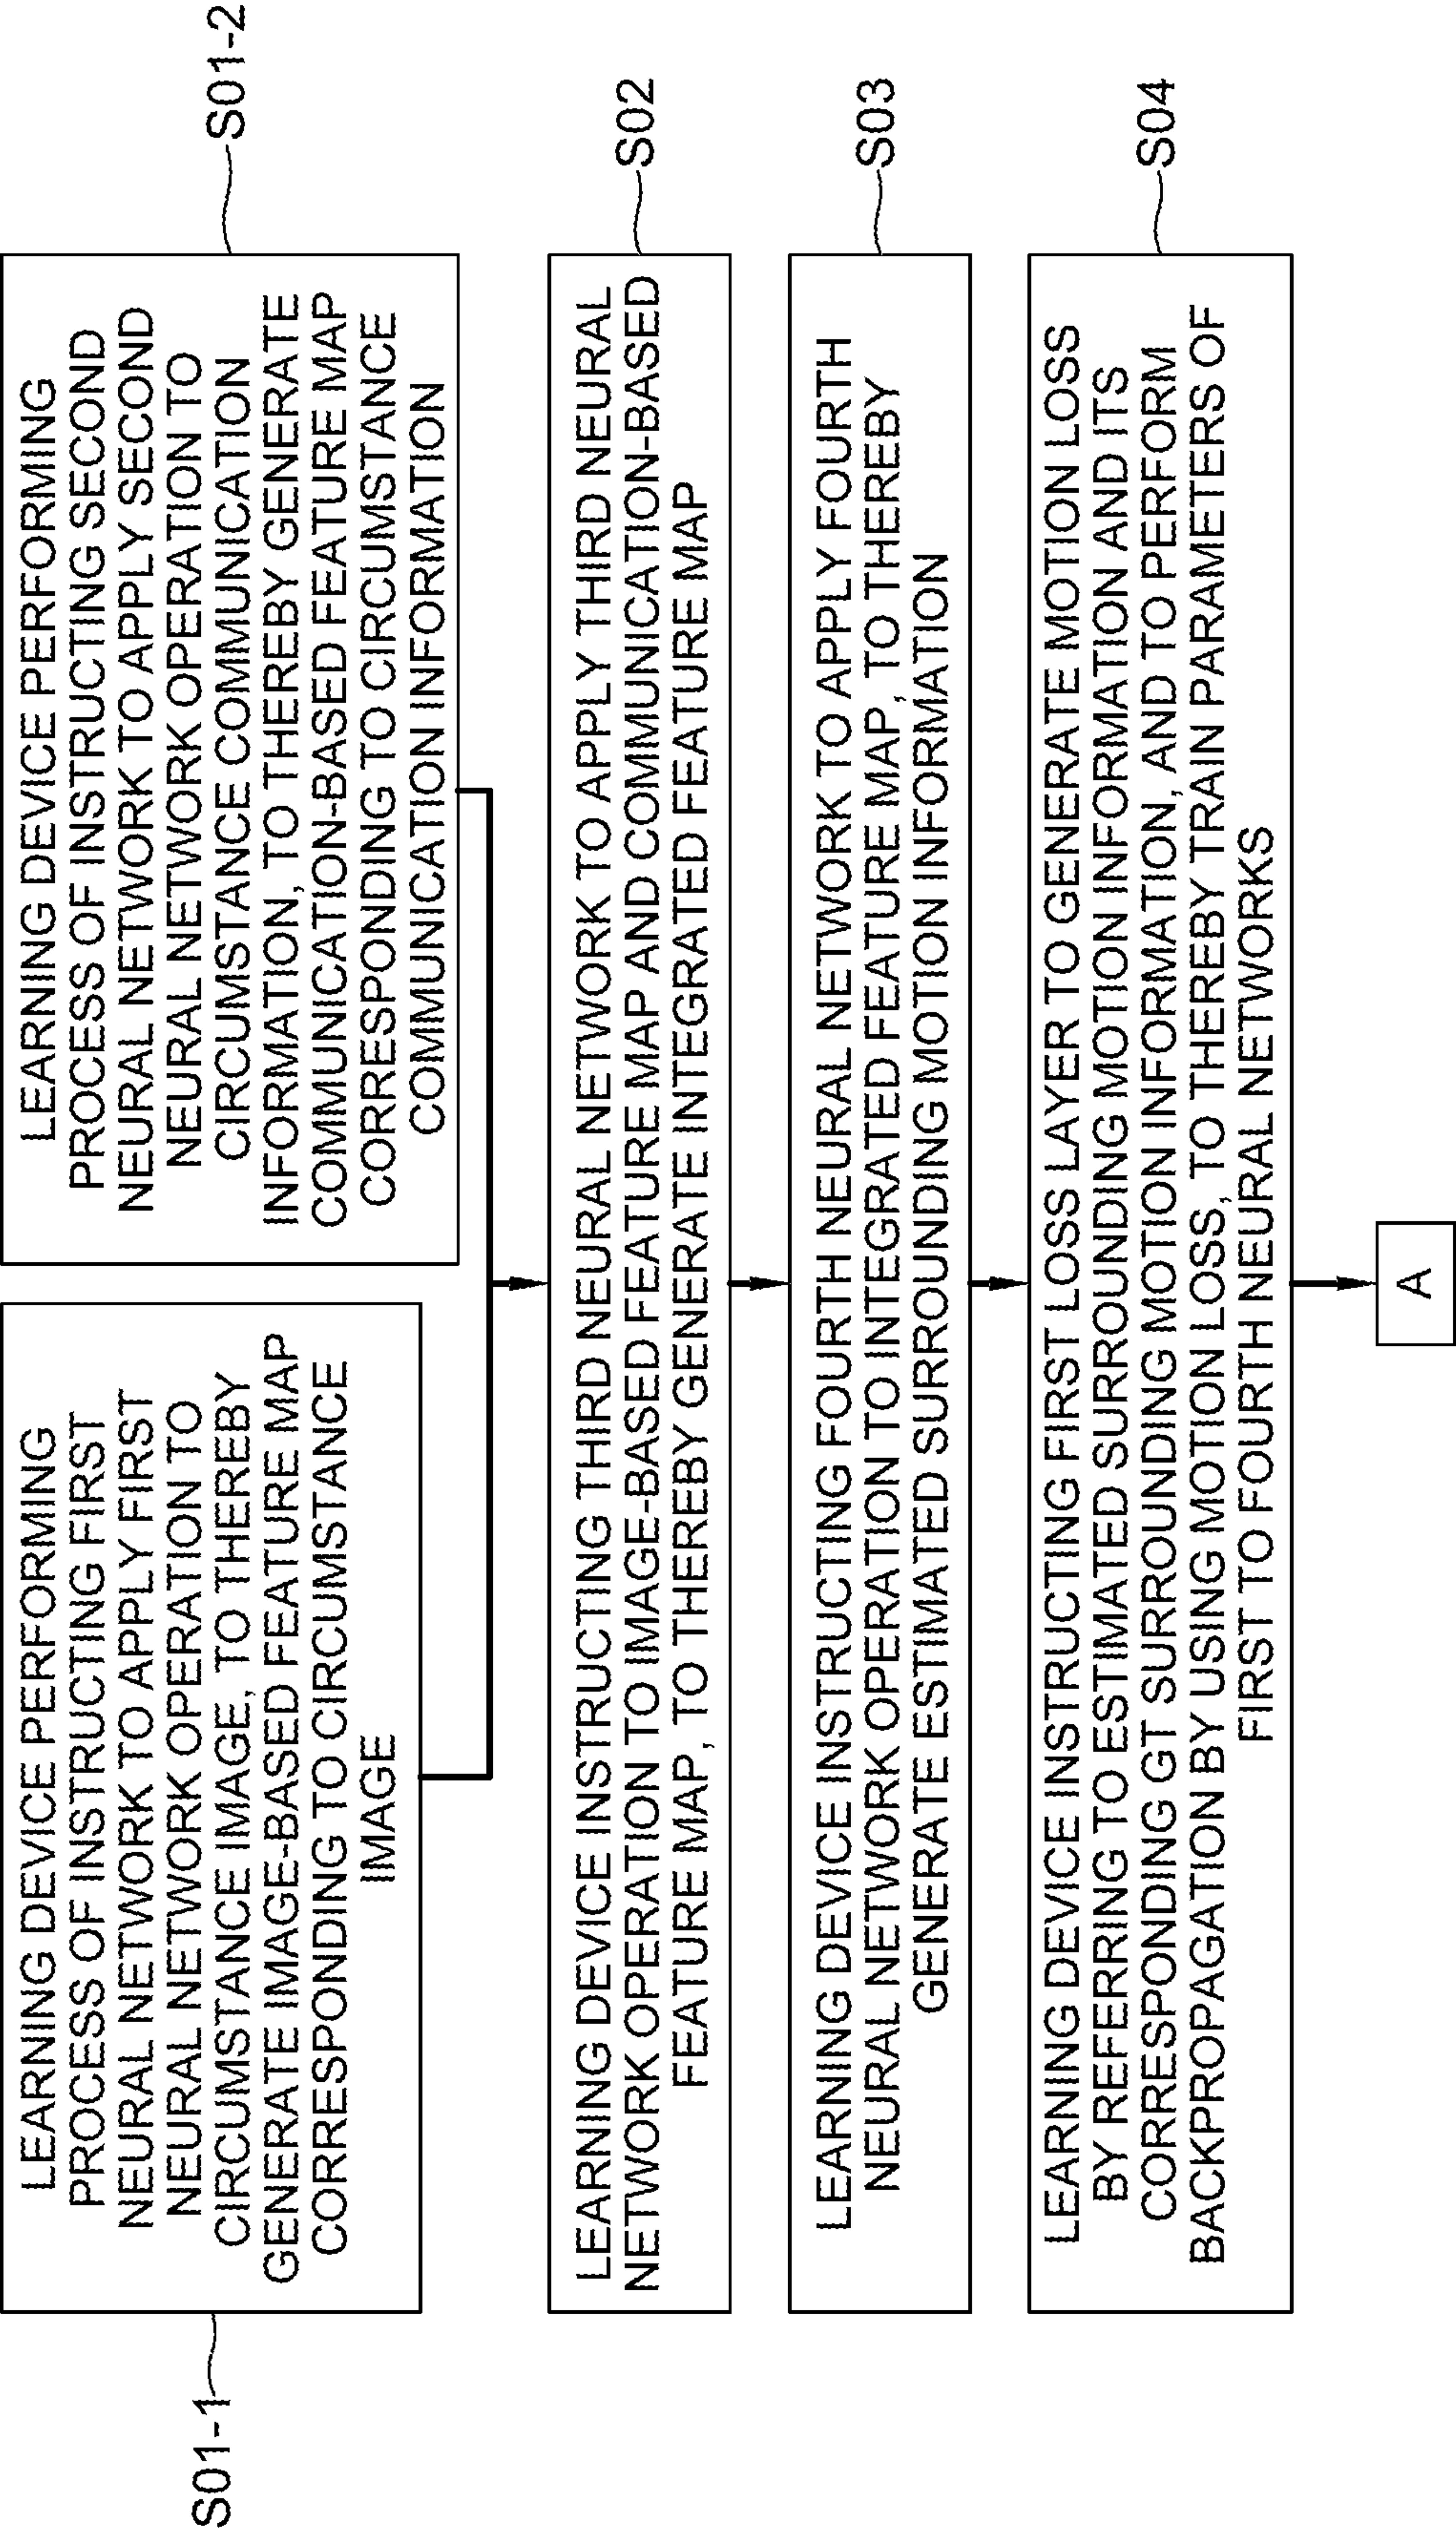 S01-1
LEARNING DEVICE PERFORMING
PROCESS OF INSTRUCTING FIRST
NEURAL NETWORK TO APPLY FIRST
NEURAL NETWORK OPERATION TO
CIRCUMSTANCE IMAGE, TO THEREBY
GENERATE IMAGE-BASED FEATURE MAP
CORRESPONDING TO CIRCUMSTANCE
IMAGE
LEARNING DEVICE PERFORMING
PROCESS OF INSTRUCTING SECOND
NEURAL NETWORK TO APPLY SECOND
NEURAL NETWORK OPERATION TO
CIRCUMSTANCE COMMUNICATION
INFORMATION, TO THEREBY GENERATE
COMMUNICATION-BASED FEATURE MAP
CORRESPONDING TO CIRCUMSTANCE
COMMUNICATION INFORMATION
S01-2
LEARNING DEVICE INSTRUCTING THIRD NEURAL NETWORK TO APPLY THIRD NEURAL
NETWORK OPERATION TO IMAGE-BASED FEATURE MAP AND COMMUNICATION-BASED
FEATURE MAP, TO THEREBY GENERATE INTEGRATED FEATURE MAP
S02
LEARNING DEVICE INSTRUCTING FOURTH NEURAL NETWORK TO APPLY FOURTH
NEURAL NETWORK OPERATION TO INTEGRATED FEATURE MAP, TO THEREBY
GENERATE ESTIMATED SURROUNDING MOTION INFORMATION
S03
LEARNING DEVICE INSTRUCTING FIRST LOSS LAYER TO GENERATE MOTION LOSS
BY REFERRING TO ESTIMATED SURROUNDING MOTION INFORMATION AND ITS
CORRESPONDING GT SURROUNDING MOTION INFORMATION, AND TO PERFORM
BACKPROPAGATION BY USING MOTION LOSS, TO THEREBY TRAIN PARAMETERS OF
FIRST TO FOURTH NEURAL NETWORKS
S04
A